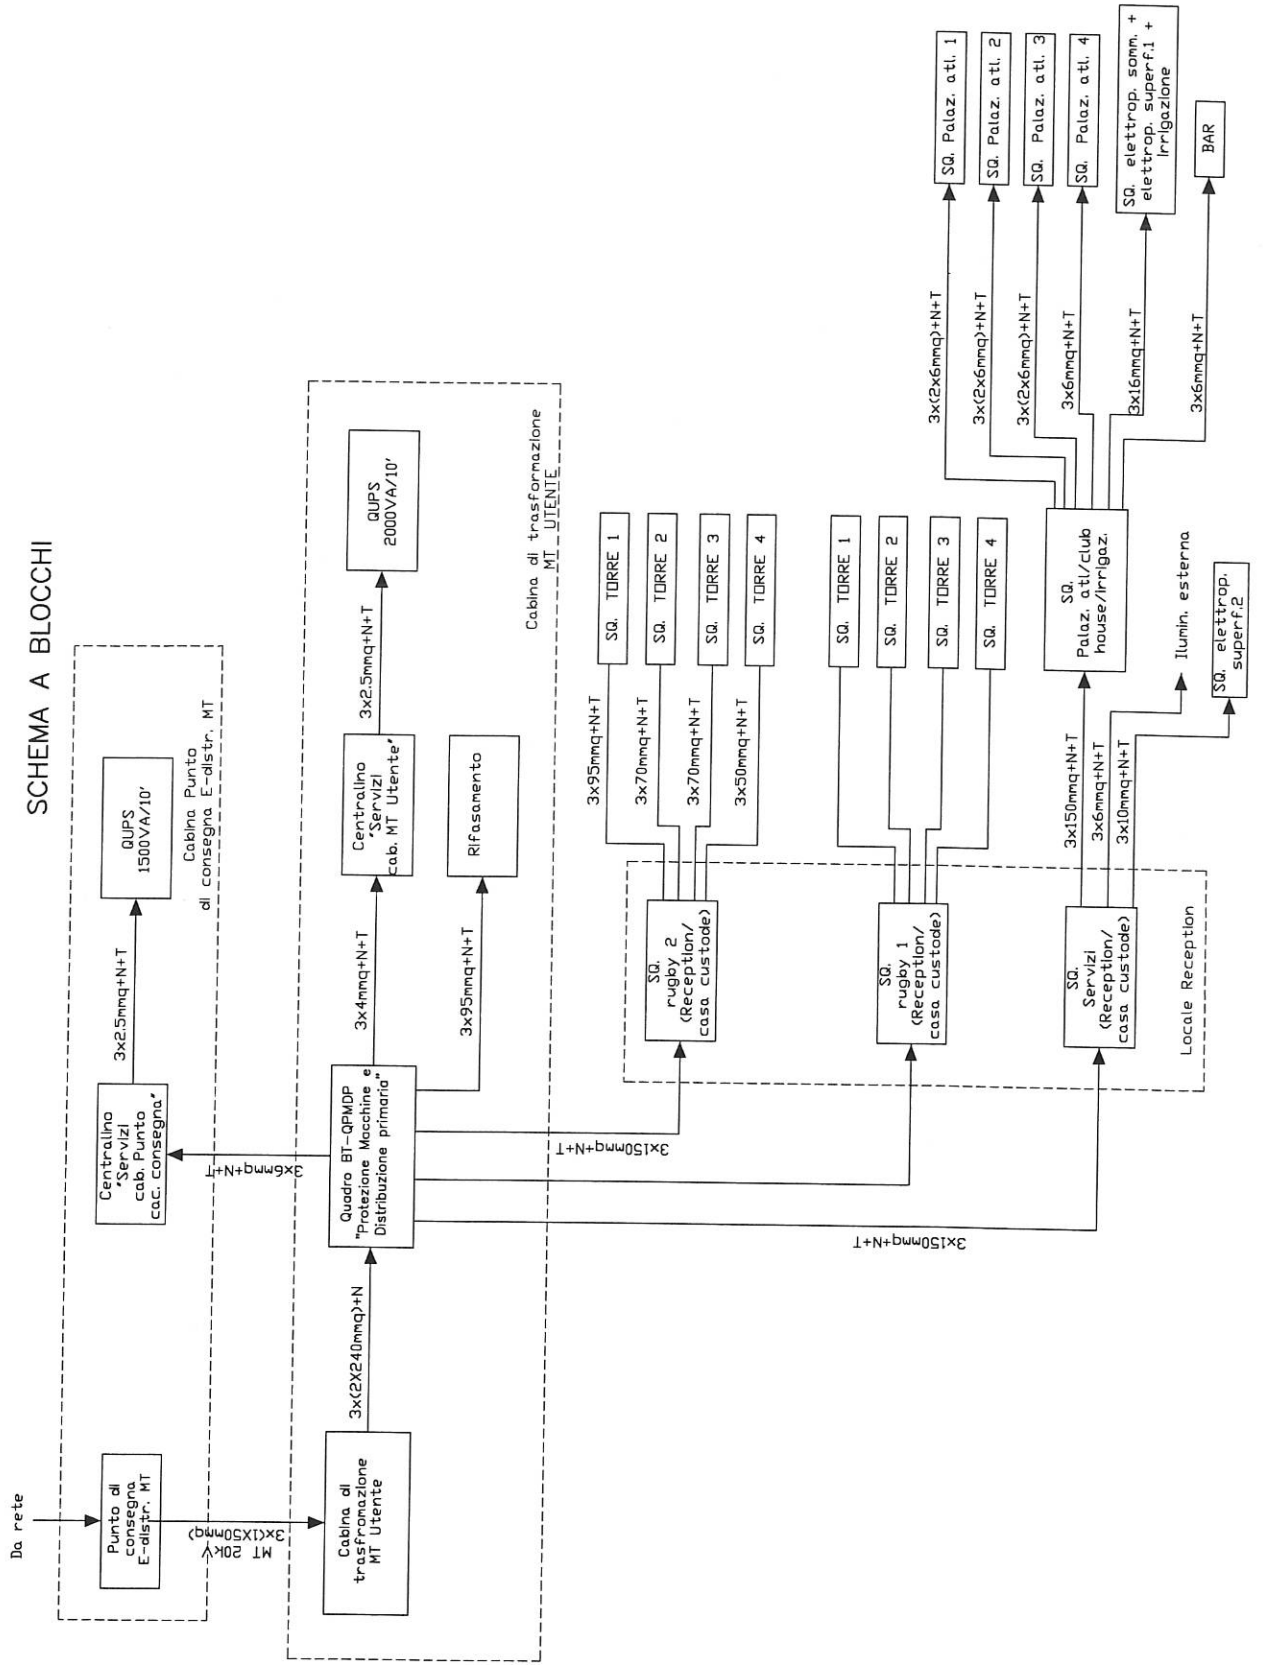 SCHEMA A BLOCCHI
Da rete
Punto di
consegna
E-distr. MT
MT 20kV
3x(1X50mmq)
Centralino
"Servizi
cab. Punto
cac. consegna"
3x2.5mmq+N+T
QUPS
1500VA/10'
Cabina Punto
di consegna E-distr. MT
3x6mmq+N+T
Cabina di
trasfromazione
MT Utente
3x(2X240mmq)+N
Quadro BT-QPMDP
"Protezione Macchine e
Distribuzione primaria"
3x4mmq+N+T
Centralino
"Servizi
cab. MT Utente"
3x2.5mmq+N+T
QUPS
2000VA/10'
3x95mmq+N+T
Rifasamento
Cabina di trasformazione
MT UTENTE
3x150mmq+N+T
3x150mmq+N+T
SQ.
rugby 2
(Reception/
casa custode)
3x95mmq+N+T
SQ. TORRE 1
3x70mmq+N+T
SQ. TORRE 2
3x70mmq+N+T
SQ. TORRE 3
3x50mmq+N+T
SQ. TORRE 4
SQ.
rugby 1
(Reception/
casa custode)
SQ. TORRE 1
SQ. TORRE 2
SQ. TORRE 3
SQ. TORRE 4
SQ.
Servizi
(Reception/
casa custode)
Locale Reception
3x150mmq+N+T
3x6mmq+N+T
3x10mmq+N+T
SQ.
Palaz. atl/club
house/irrigaz.
Ilumin. esterna
SQ. elettrop.
superf.2
3x(2x6mmq)+N+T
SQ. Palaz. atl. 1
3x(2x6mmq)+N+T
SQ. Palaz. atl. 2
3x(2x6mmq)+N+T
SQ. Palaz. atl. 3
3x6mmq+N+T
SQ. Palaz. atl. 4
3x16mmq+N+T
SQ. elettrop. somm. +
elettrop. superf.1 +
Irrigazione
3x6mmq+N+T
BAR